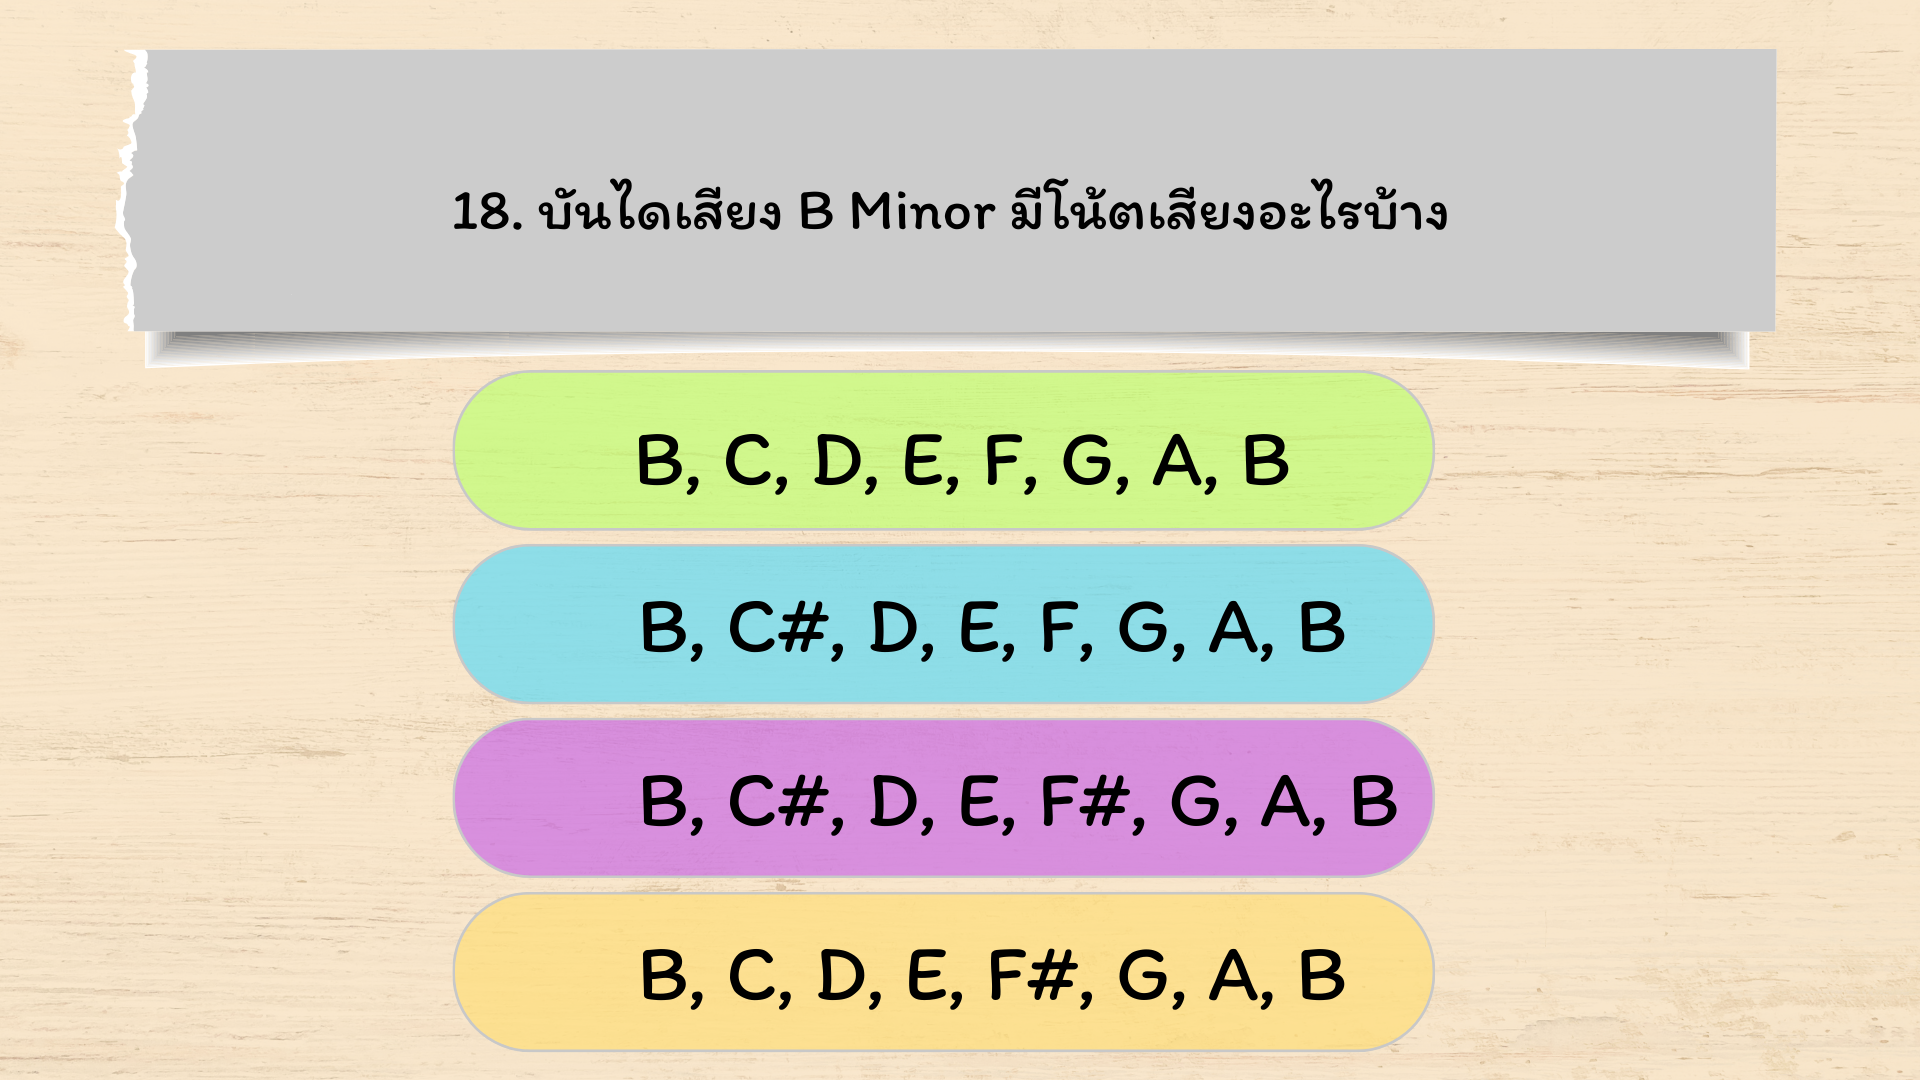 18. บันไดเสียง B Minor มีโน้ตเสียงอะไรบ้าง
B, C, D, E, F, G, A, B
B, C#, D, E, F, G, A, B
B, C#, D, E, F#, G, A, B
B, C, D, E, F#, G, A, B